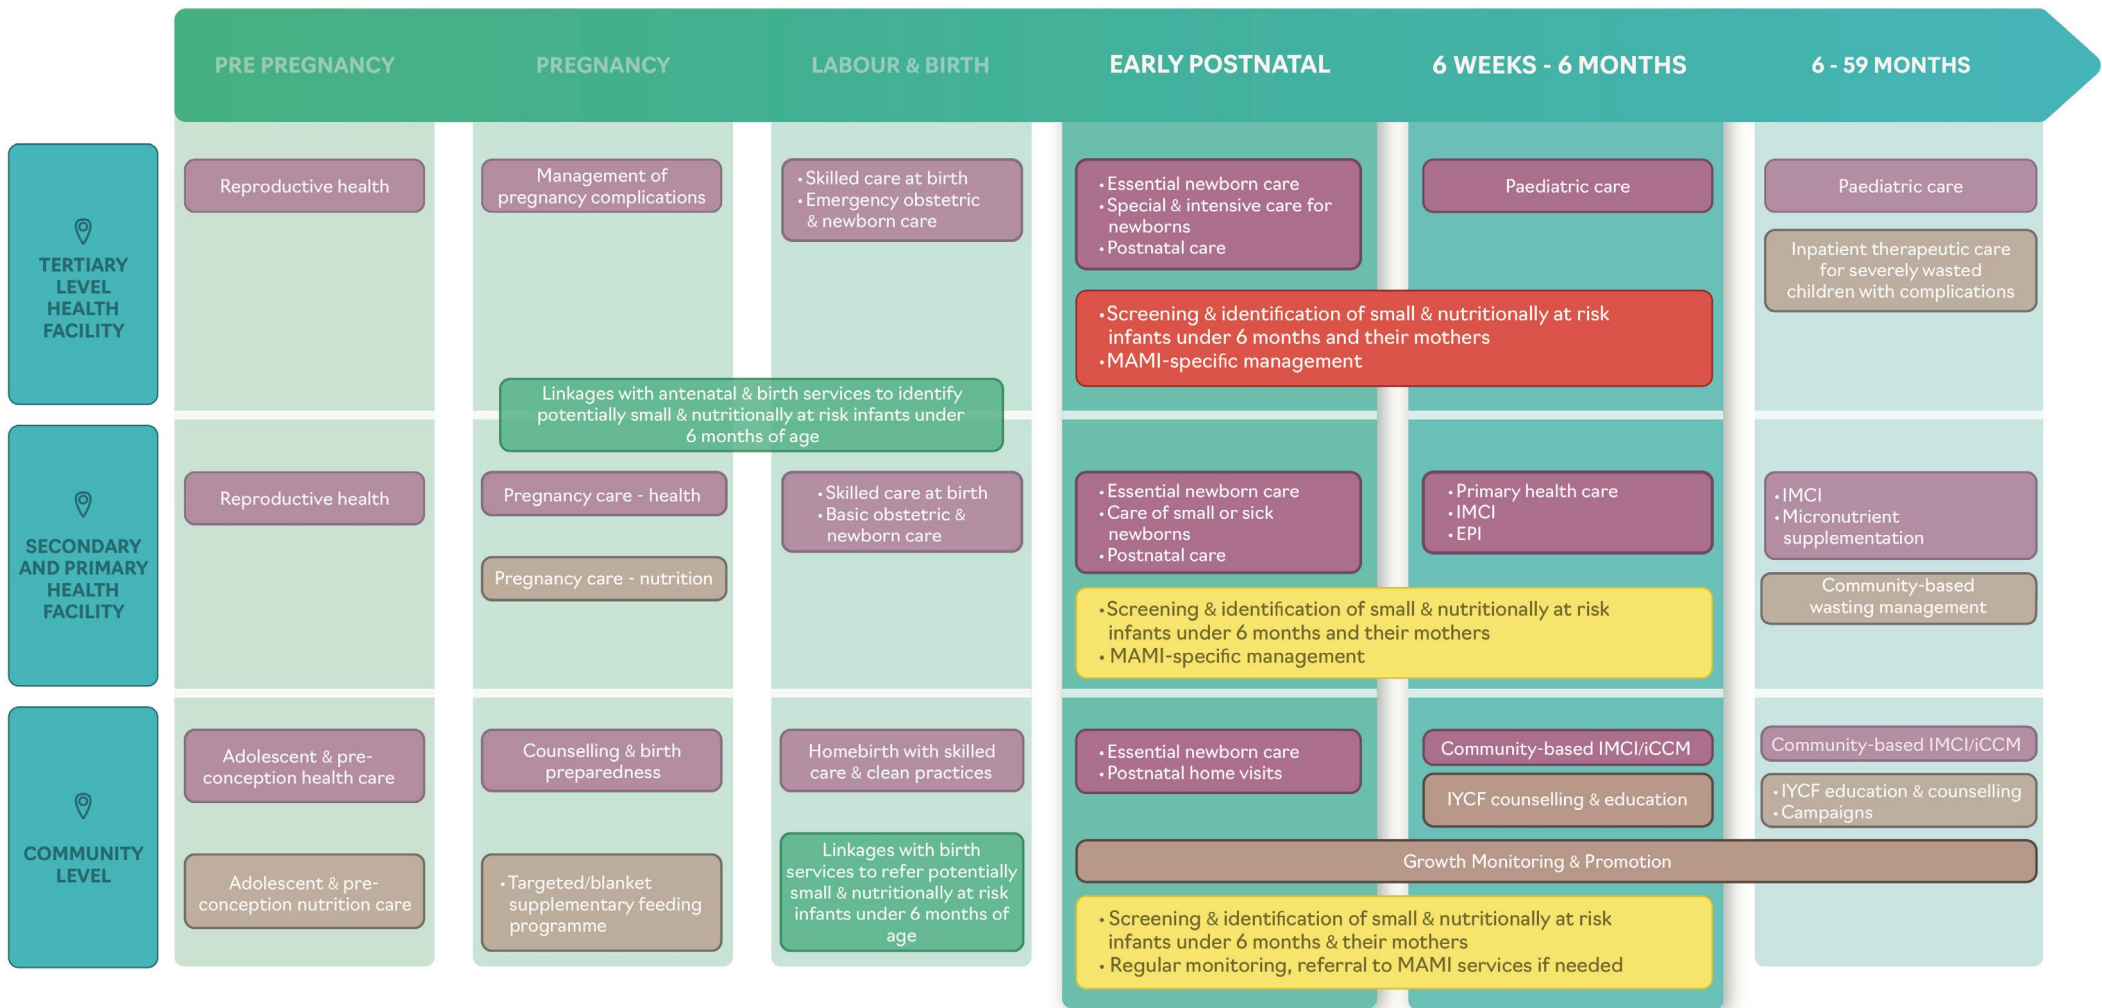 PRE PREGNANCY
PREGNANCY
LABOUR & BIRTH
EARLY POSTNATAL
6 WEEKS - 6 MONTHS
6 - 59 MONTHS
TERTIARY
LEVEL
HEALTH
FACILITY
Reproductive health
Management of
pregnancy complications
•Skilled care at birth
•Emergency obstetric
& newborn care
•Essential newborn care
•Special & intensive care for
newborns
•Postnatal care
Paediatric care
Paediatric care
Inpatient therapeutic care
for severely wasted
children with complications
•Screening & identification of small & nutritionally at risk
infants under 6 months and their mothers
•MAMI-specific management
Linkages with antenatal & birth services to identify
potentially small & nutritionally at risk infants under
6 months of age
SECONDARY
AND PRIMARY
HEALTH
FACILITY
Reproductive health
Pregnancy care - health
Pregnancy care - nutrition
•Skilled care at birth
•Basic obstetric &
newborn care
•Essential newborn care
•Care of small or sick
newborns
•Postnatal care
•Primary health care
•IMCI
•EPI
•IMCI
•Micronutrient
supplementation
Community-based
wasting management
•Screening & identification of small & nutritionally at risk
infants under 6 months and their mothers
• MAMI-specific management
COMMUNITY
LEVEL
Adolescent & pre-
conception health care
Adolescent & pre-
conception nutrition care
Counselling & birth
preparedness
•Targeted/blanket
supplementary feeding
programme
Homebirth with skilled
care & clean practices
Linkages with birth
services to refer potentially
small & nutritionally at risk
infants under 6 months of
age
•Essential newborn care
•Postnatal home visits
Community-based IMCI/iCCM
IYCF counselling & education
Community-based IMCI/iCCM
•IYCF education & counselling
•Campaigns
Growth Monitoring & Promotion
•Screening & identification of small & nutritionally at risk
infants under 6 months & their mothers
• Regular monitoring, referral to MAMI services if needed